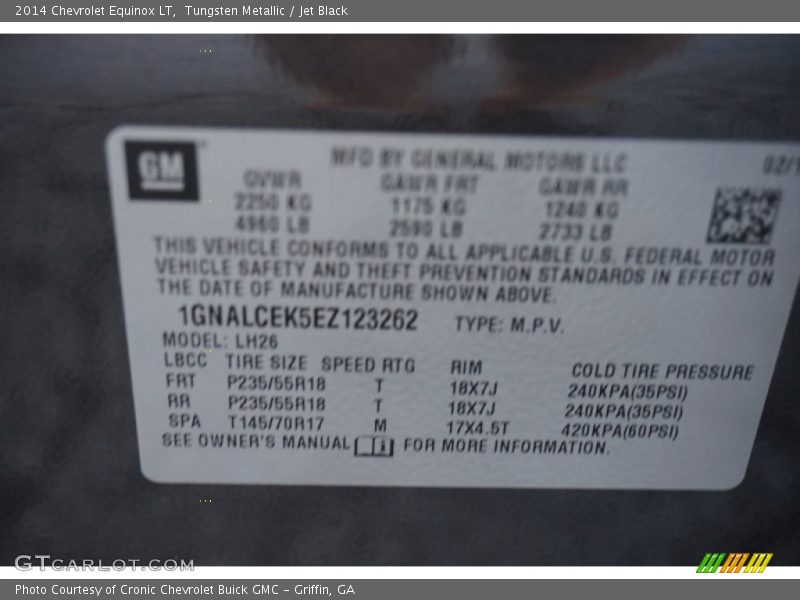 2014 Chevrolet Equinox LT,  Tungsten Metallic / Jet Black
GM
MFD BY GENERAL MOTORS LLC
02/1
GVWR GAWR FRT GAWR RR
2250 KG 1175 KG 1240 KG
4960 LB 2590 LB 2733 LB
THIS VEHICLE CONFORMS TO ALL APPLICABLE U.S. FEDERAL MOTOR
VEHICLE SAFETY AND THEFT PREVENTION STANDARDS IN EFFECT ON
THE DATE OF MANUFACTURE SHOWN ABOVE.
1GNALCEK5EZ123262 TYPE: M.P.V.
MODEL: LH26
LBCC TIRE SIZE SPEED RTG RIM COLD TIRE PRESSURE
FRT P235/55R18 T 18X7J 240KPA(35PSI)
RR P235/55R18 T 18X7J 240KPA(35PSI)
SPA T145/70R17 M 17X4.5T 420KPA(60PSI)
SEE OWNER'S MANUAL FOR MORE INFORMATION.
GTcarlot.com
Photo Courtesy of Cronic Chevrolet Buick GMC – Griffin, GA